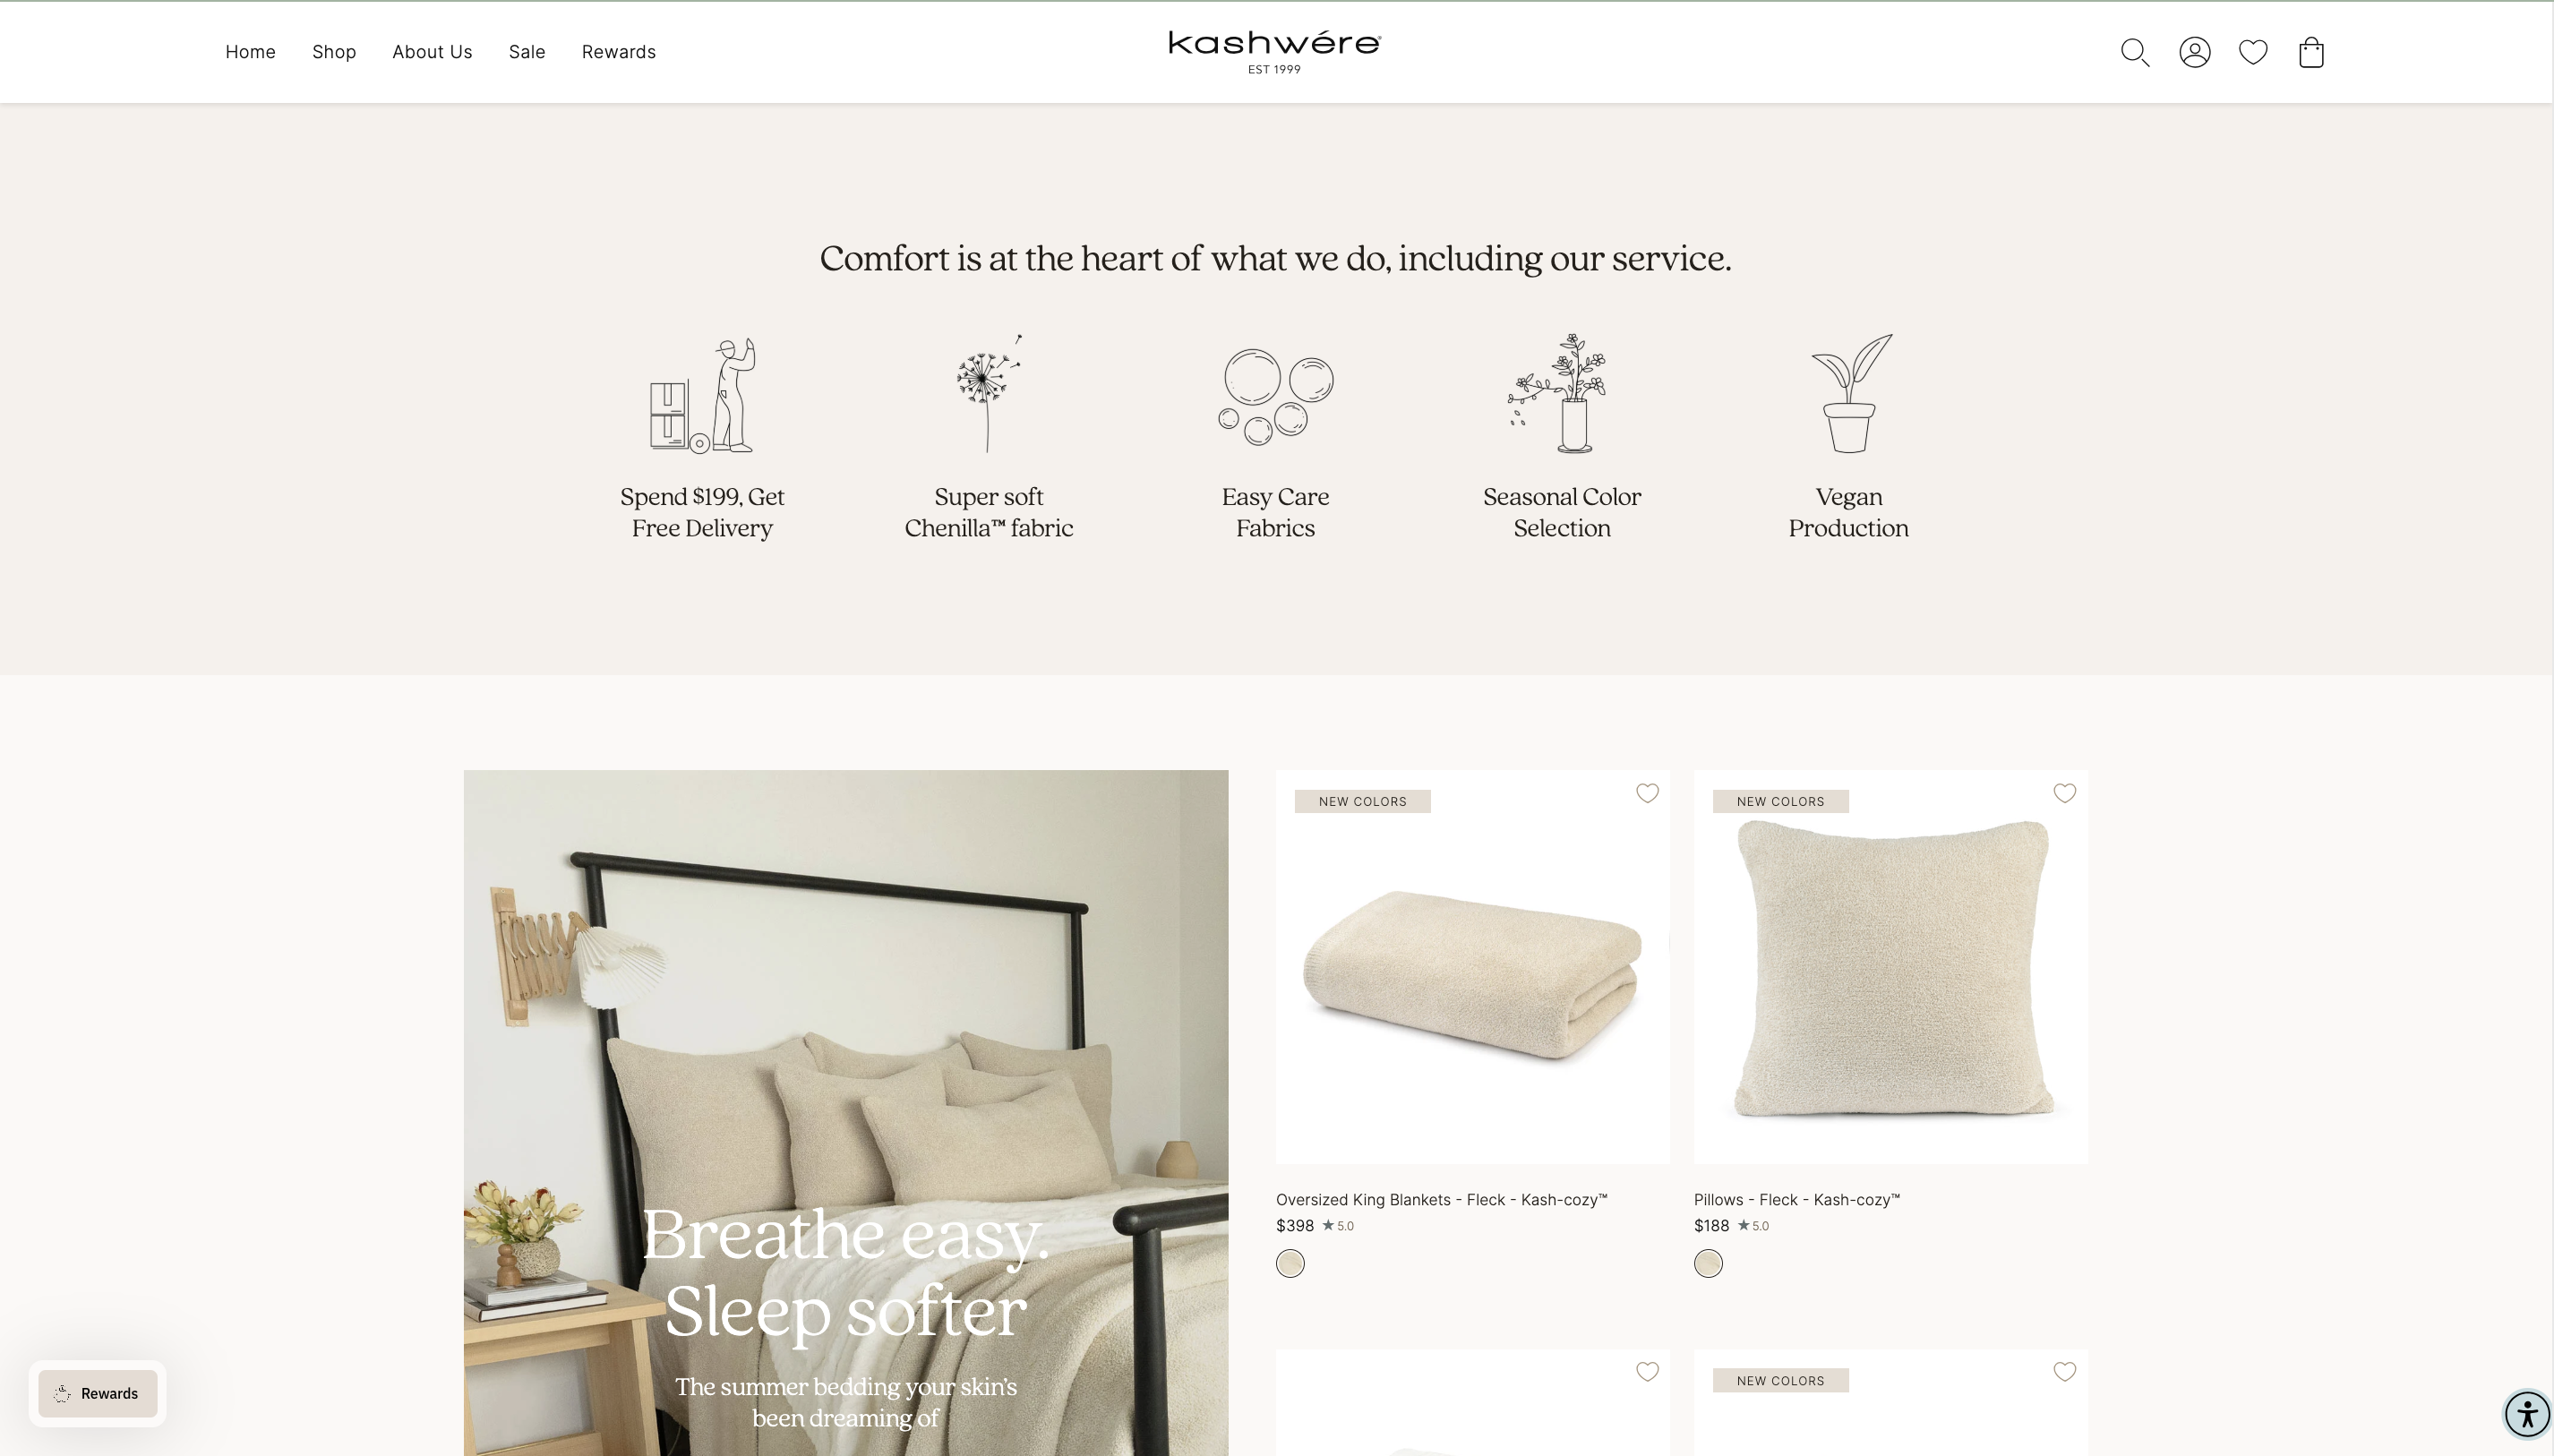 Home
Shop
About Us
Sale
Rewards
kashwére®
EST 1999
Comfort is at the heart of what we do, including our service.
Spend $199, Get
Free Delivery
Super soft
Chenilla™ fabric
Easy Care
Fabrics
Seasonal Color
Selection
Vegan
Production
Breathe easy.
Sleep softer
The summer bedding your skin's
been dreaming of
NEW COLORS
Oversized King Blankets - Fleck - Kash-cozy™
$398 ★ 5.0
NEW COLORS
Pillows - Fleck - Kash-cozy™
$188 ★ 5.0
NEW COLORS
Rewards